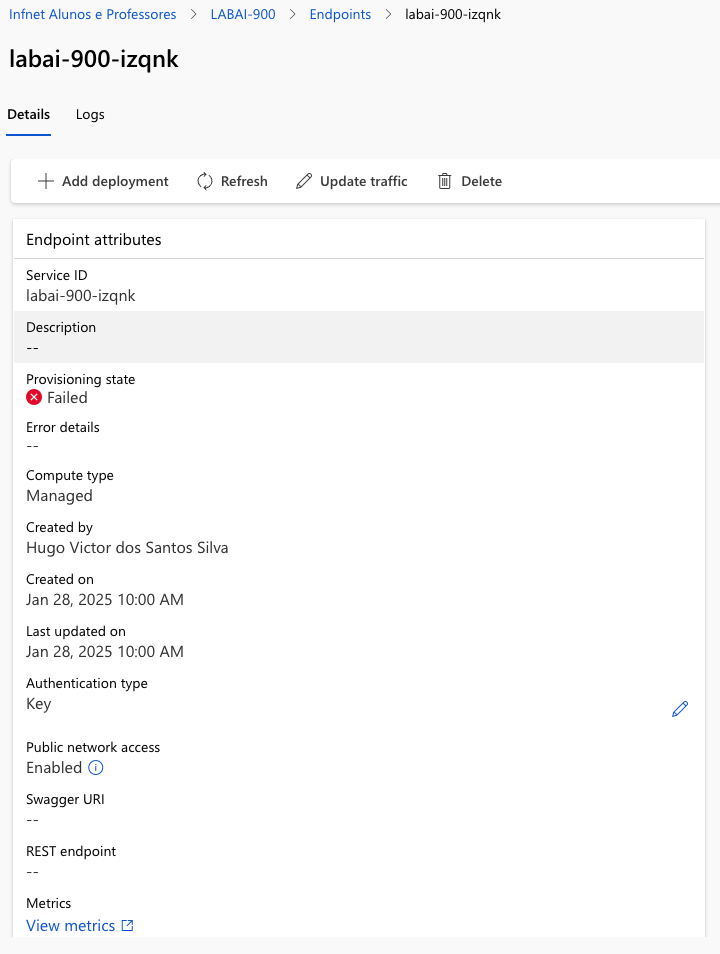 Infnet Alunos e Professores > LABAI-900 > Endpoints > labai-900-izqnk
labai-900-izqnk
Details Logs
Add deployment Refresh Update traffic Delete
Endpoint attributes
Service ID
labai-900-izqnk
Description
--
Provisioning state
Failed
Error details
--
Compute type
Managed
Created by
Hugo Victor dos Santos Silva
Created on
Jan 28, 2025 10:00 AM
Last updated on
Jan 28, 2025 10:00 AM
Authentication type
Key
Public network access
Enabled
Swagger URI
--
REST endpoint
--
Metrics
View metrics